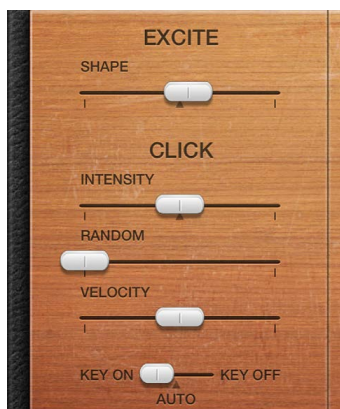 EXCITE
SHAPE
CLICK
INTENSITY
RANDOM
VELOCITY
KEY ON KEY OFF
AUTO